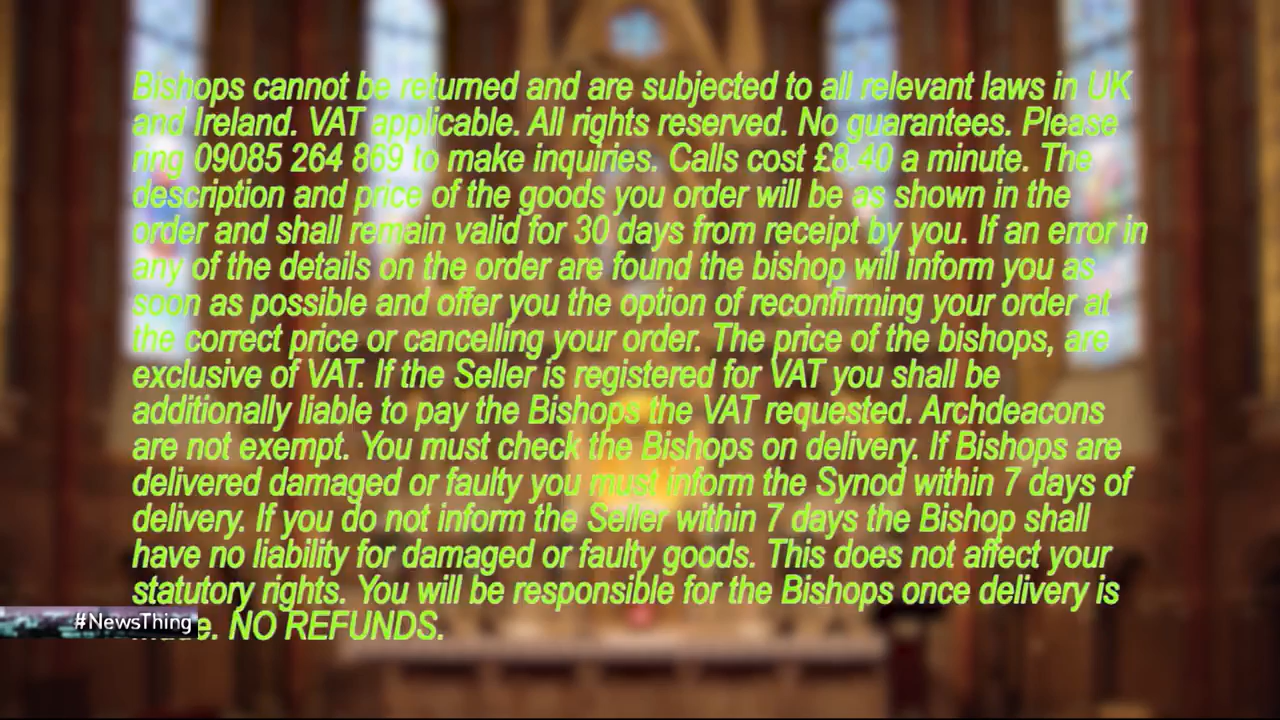 Bishops cannot be returned and are subjected to all relevant laws in UK
and Ireland. VAT applicable. All rights reserved. No guarantees. Please
ring 09085 264 869 to make inquiries. Calls cost £8.40 a minute. The
description and price of the goods you order will be as shown in the
order and shall remain valid for 30 days from receipt by you. If an error in
any of the details on the order are found the bishop will inform you as
soon as possible and offer you the option of reconfirming your order at
the correct price or cancelling your order. The price of the bishops, are
exclusive of VAT. If the Seller is registered for VAT you shall be
additionally liable to pay the Bishops the VAT requested. Archdeacons
are not exempt. You must check the Bishops on delivery. If Bishops are
delivered damaged or faulty you must inform the Synod within 7 days of
delivery. If you do not inform the Seller within 7 days the Bishop shall
have no liability for damaged or faulty goods. This does not affect your
statutory rights. You will be responsible for the Bishops once delivery is
NO REFUNDS.
#NewsThing